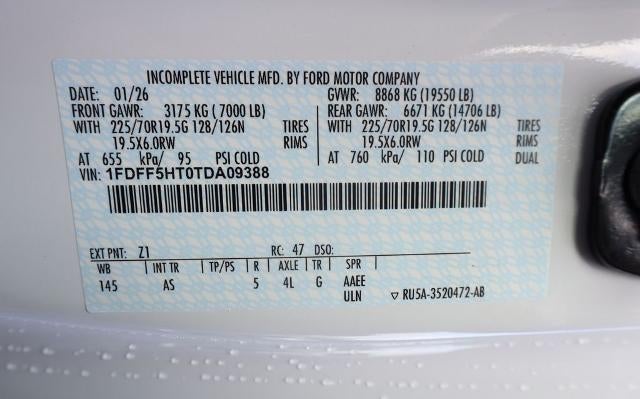 INCOMPLETE VEHICLE MFD. BY FORD MOTOR COMPANY
DATE: 01/26 GVWR: 8868 KG (19550 LB)
FRONT GAWR: 3175 KG ( 7000 LB) REAR GAWR: 6671 KG (14706 LB)
WITH 225/70R19.5G 128/126N TIRES WITH 225/70R19.5G 128/126N TIRES
19.5X6.0RW RIMS 19.5X6.0RW RIMS
AT 655 kPa/ 95 PSI COLD AT 760 kPa/ 110 PSI COLD DUAL
VIN: 1FDFF5HT0TDA09388
EXT PNT: Z1 RC: 47 DSO:
WB INT TR TP/PS R AXLE TR SPR
145 AS 5 4L G AAEE
ULN ▽ RU5A-3520472-AB